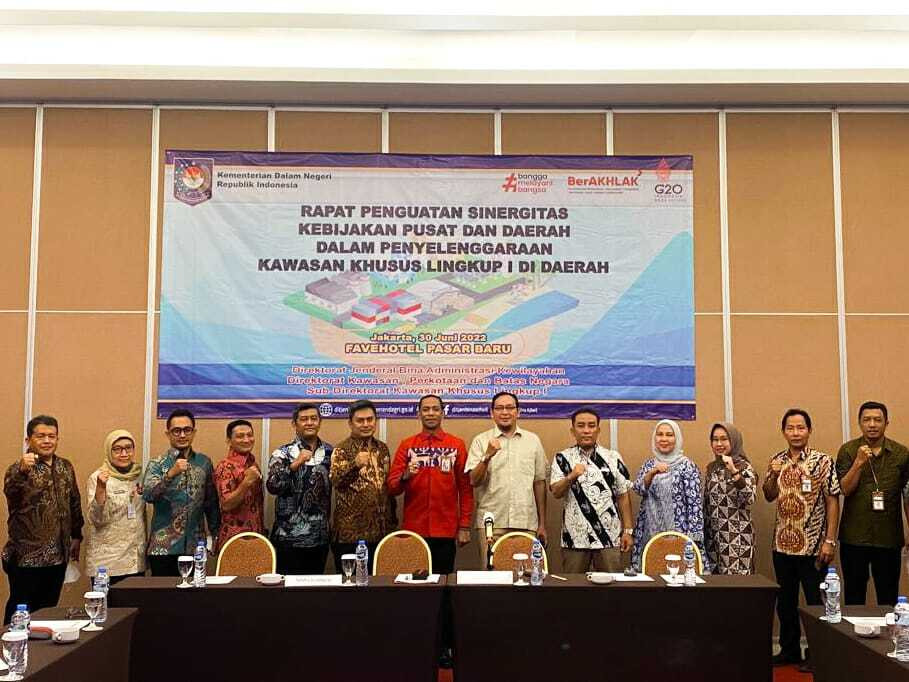 Kementerian Dalam Negeri
Republik Indonesia
#bangga
melayani
bangsa
BerAKHLAK
G20
RAPAT PENGUATAN SINERGITAS
KEBIJAKAN PUSAT DAN DAERAH
DALAM PENYELENGGARAAN
KAWASAN KHUSUS LINGKUP I DI DAERAH
Jakarta, 30 Juni 2022
FAVEHOTEL PASAR BARU
Direktorat Jenderal Bina Administrasi Kewilayahan
Direktorat Kawasan, Perkotaan dan Batas Negara
Sub Direktorat Kawasan Khusus Lingkup I